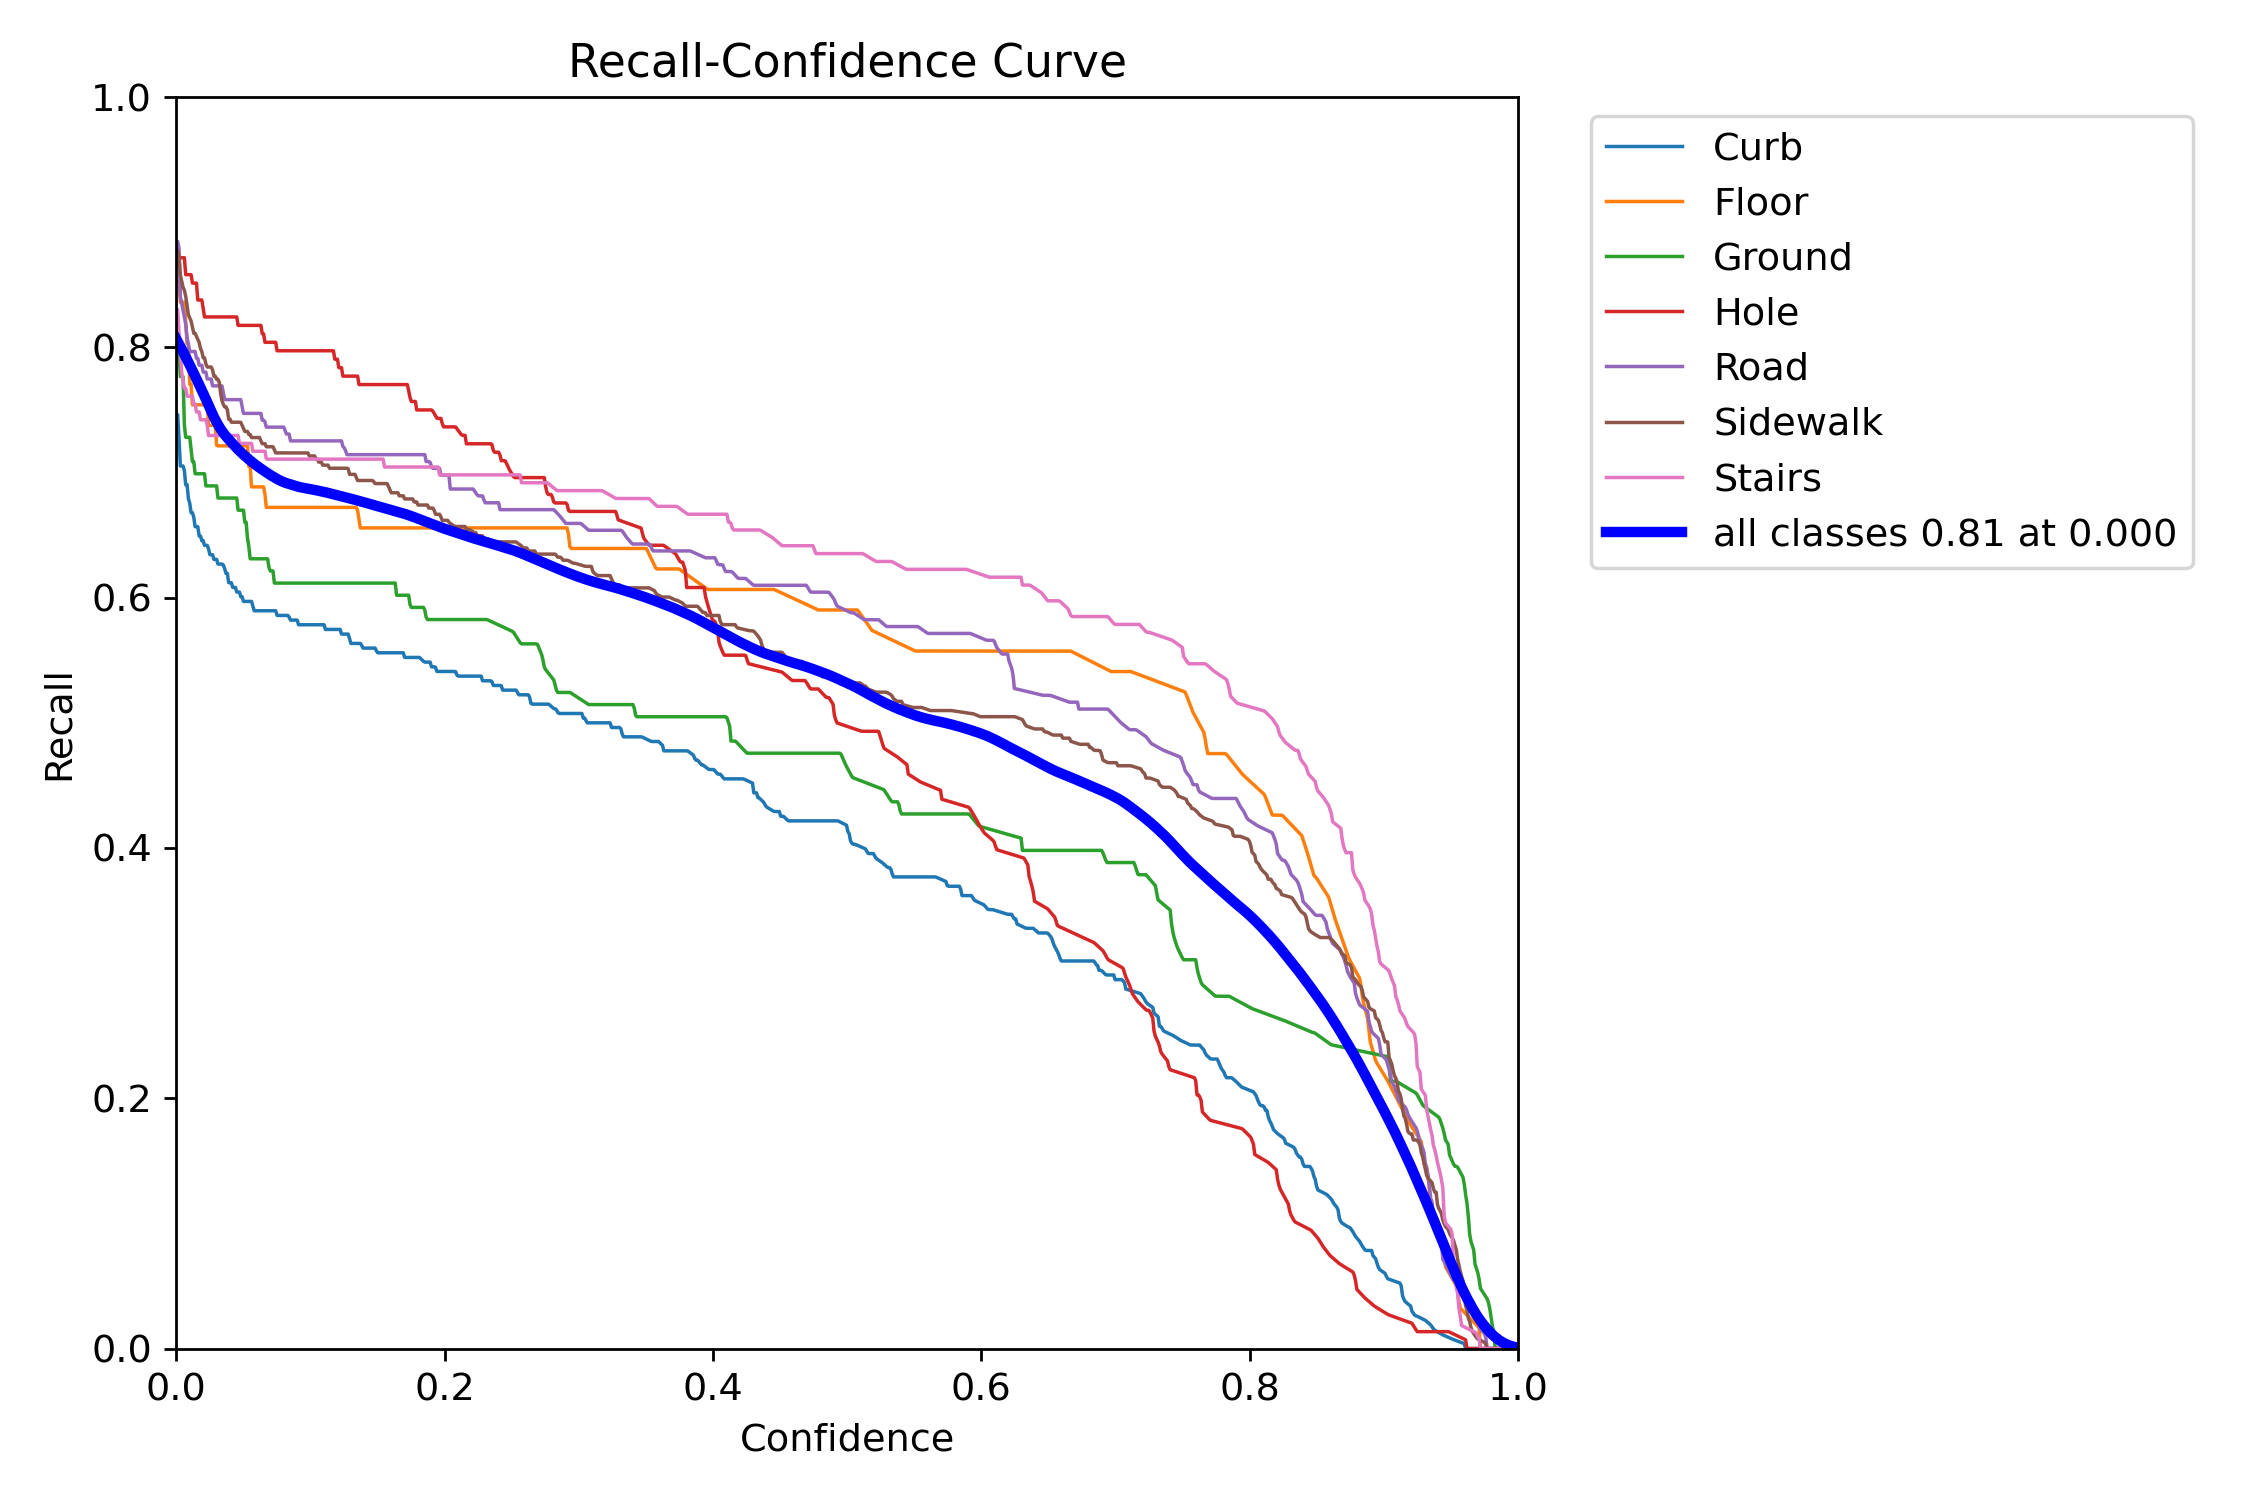 Recall-Confidence Curve
1.0
0.8
0.6
0.4
0.2
0.0
Recall
0.0 0.2 0.4 0.6 0.8 1.0
Confidence
Curb
Floor
Ground
Hole
Road
Sidewalk
Stairs
all classes 0.81 at 0.000